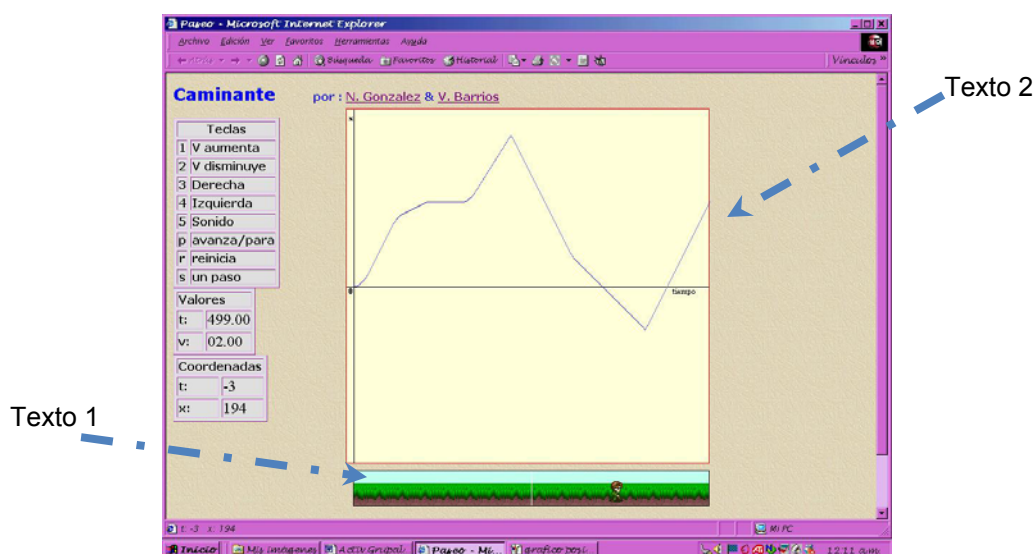 Paseo - Microsoft Internet Explorer
Archivo Edición Ver Favoritos Herramientas Ayuda
Atrás Búsqueda Favoritos Historial Vínculos »
Texto 2
Caminante por : N. Gonzalez & V. Barrios
Teclas
1 V aumenta
2 V disminuye
3 Derecha
4 Izquierda
5 Sonido
p avanza/para
r reinicia
s un paso
x
0 tiempo
Valores
t: 499.00
v: 02.00
Coordenadas
t: -3
x: 194
Texto 1
t: -3 x: 194 Mi PC
Inicio Mis imágenes Activ Grupal Paseo - Mi... grafico posi 12:11 a.m.